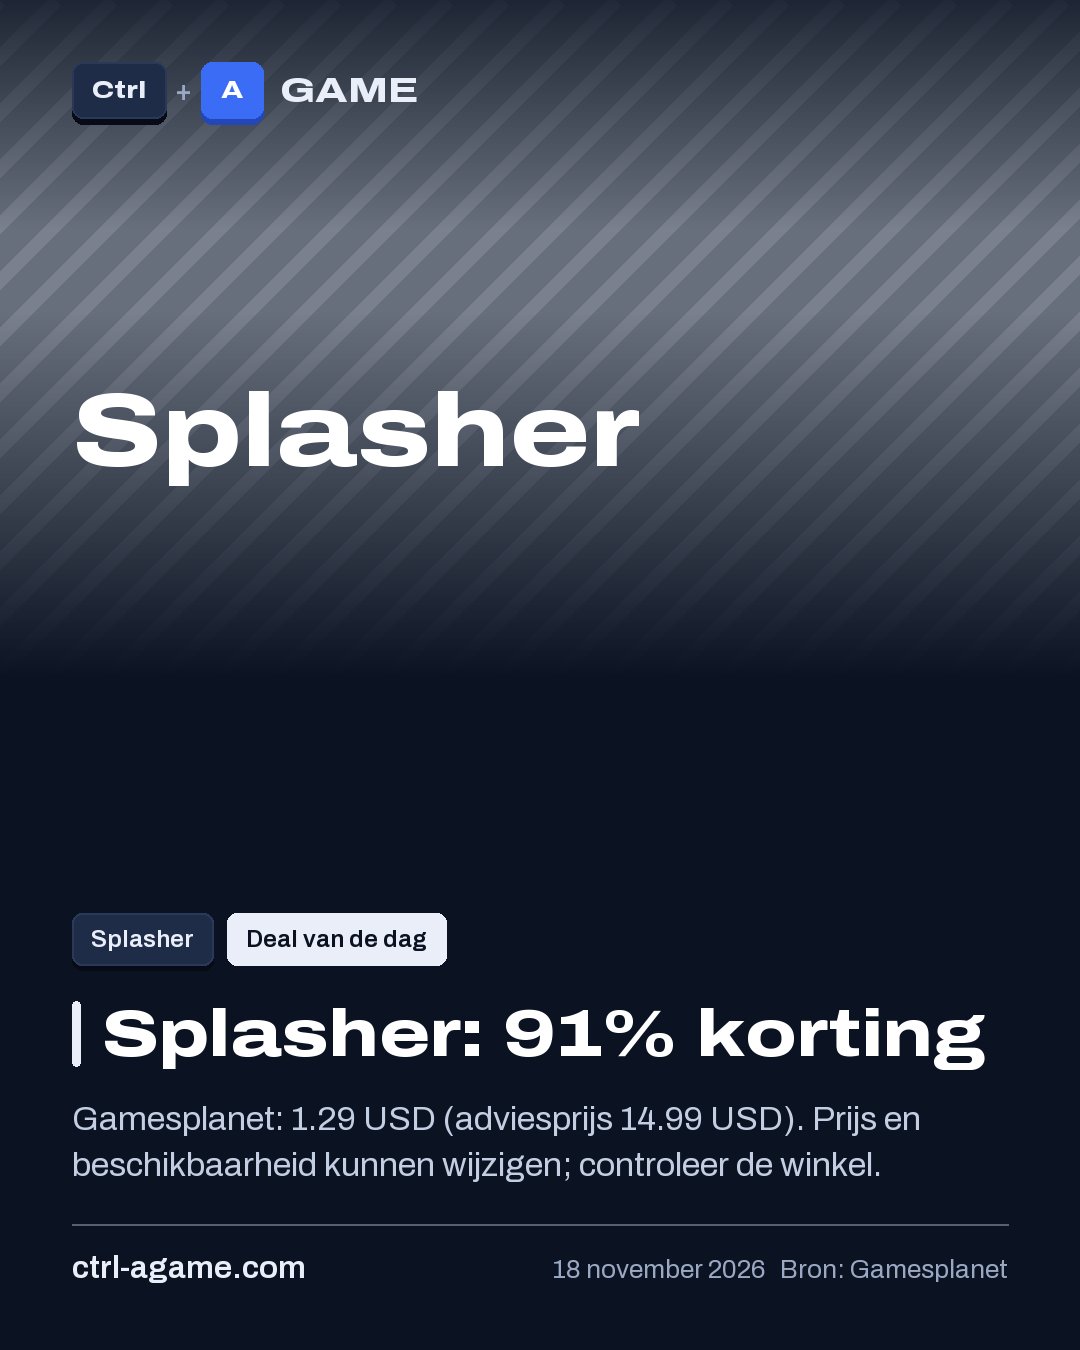 Ctrl + A GAME
Splasher
Splasher Deal van de dag
Splasher: 91% korting
Gamesplanet: 1.29 USD (adviesprijs 14.99 USD). Prijs en
beschikbaarheid kunnen wijzigen; controleer de winkel.
ctrl-agame.com 18 november 2026 Bron: Gamesplanet